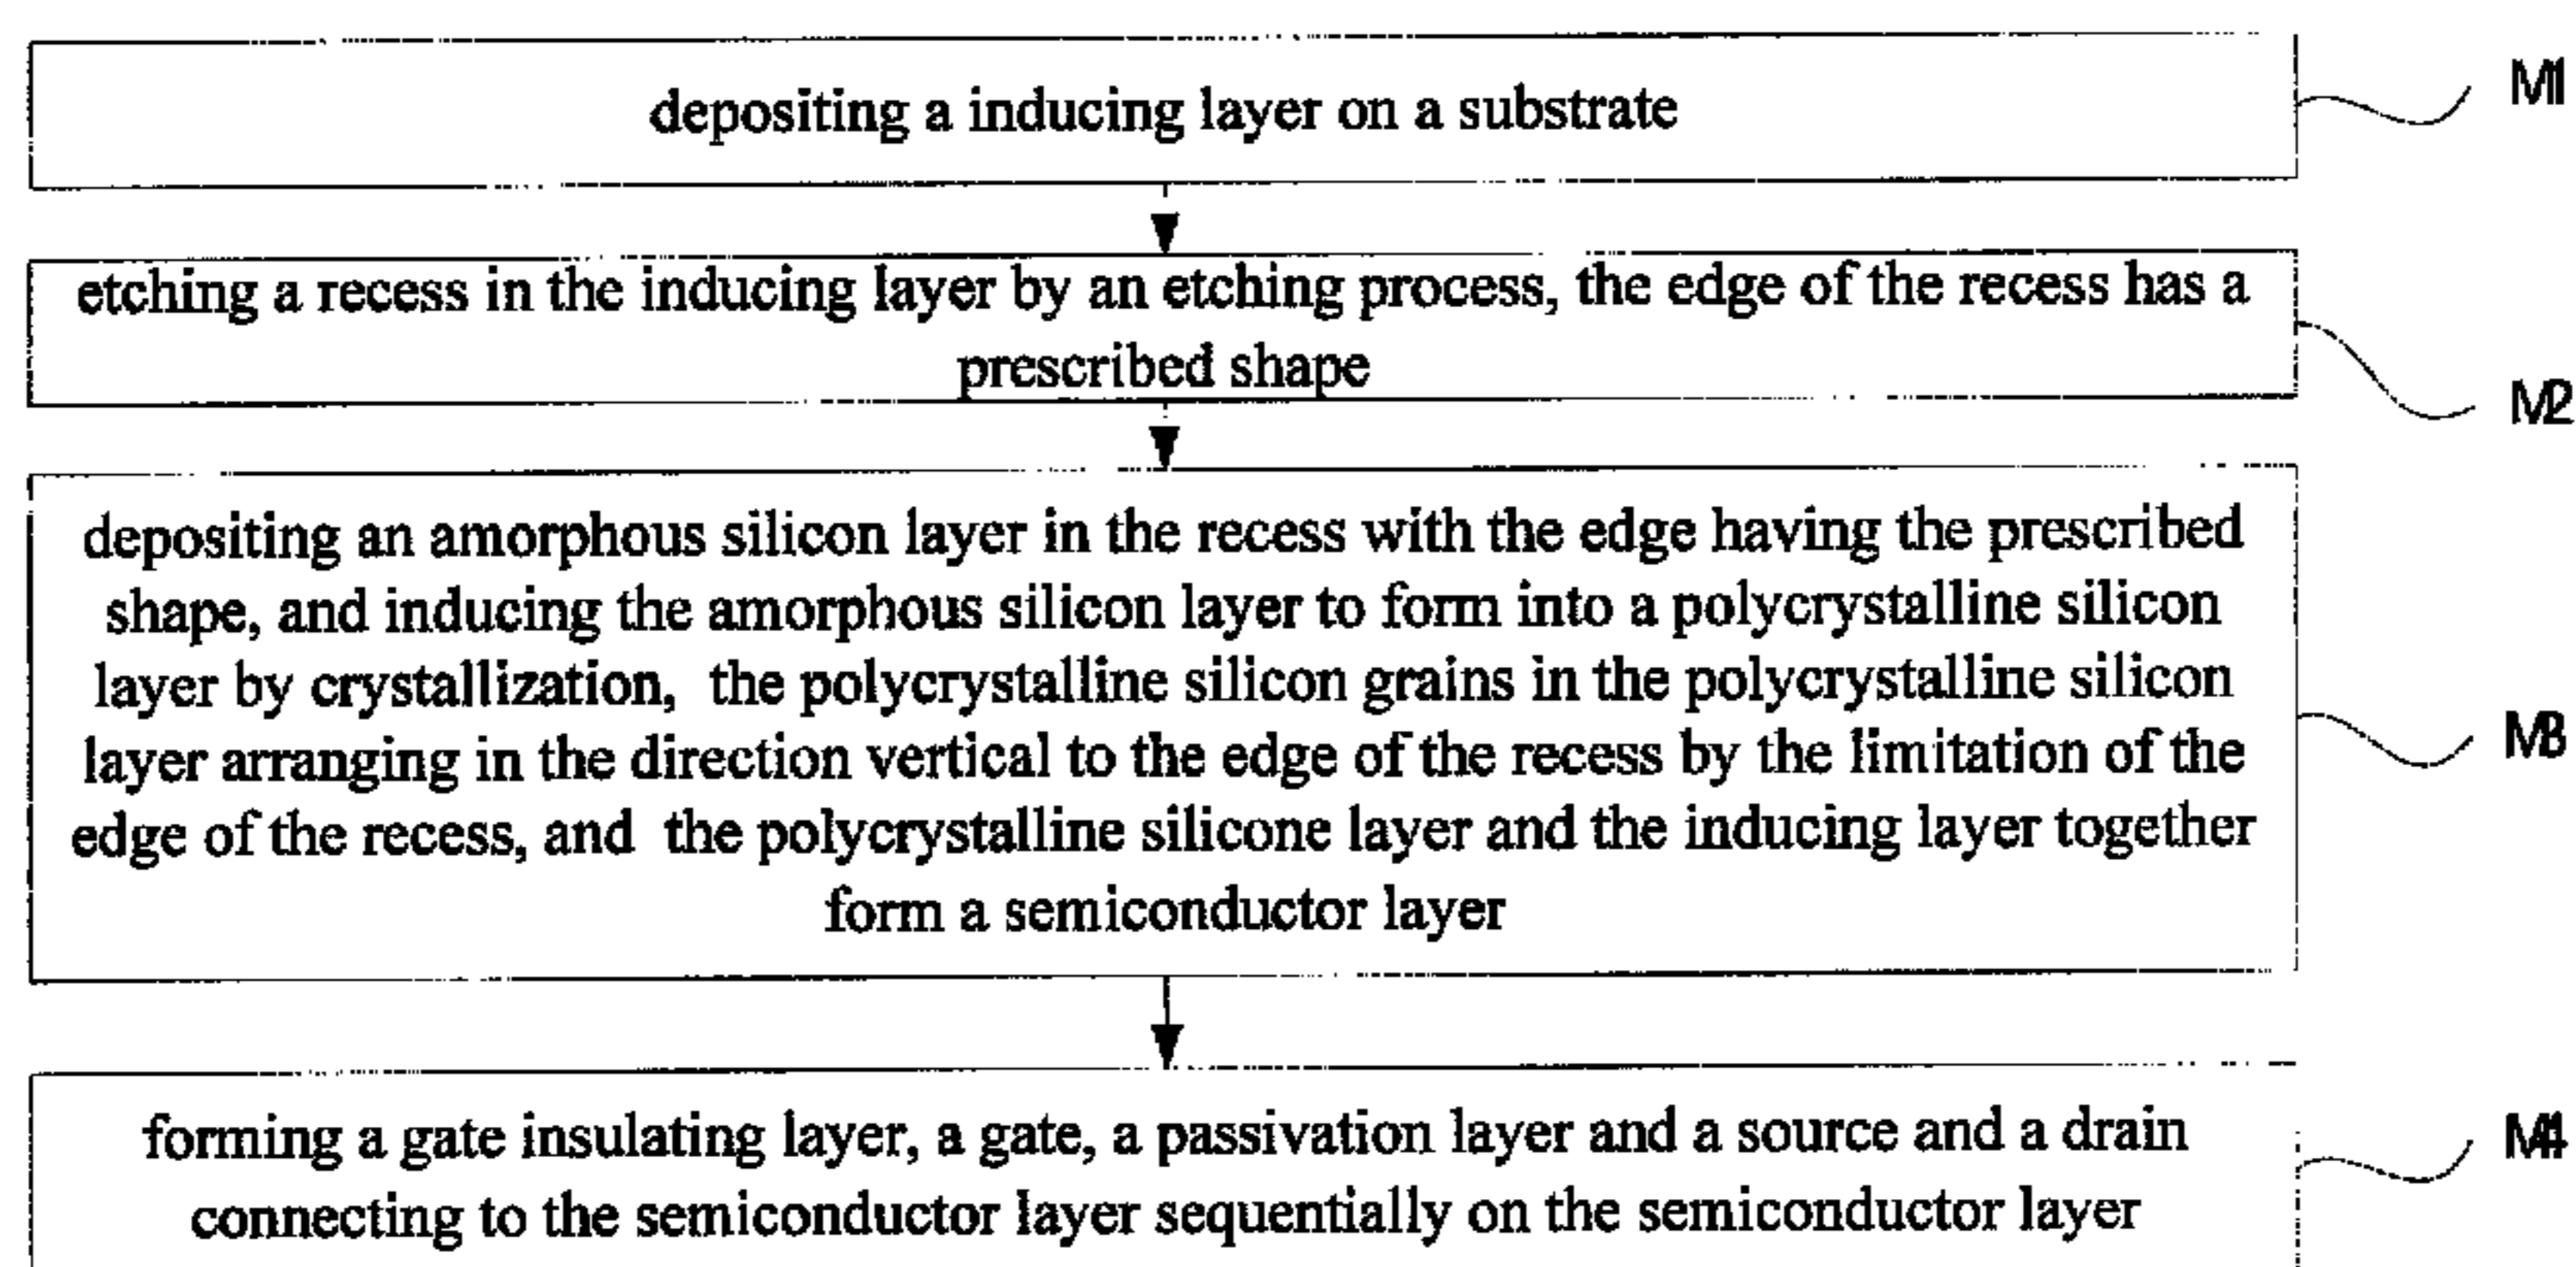 depositing a inducing layer on a substrate
M1
etching a recess in the inducing layer by an etching process, the edge of the recess has a
prescribed shape
M2
depositing an amorphous silicon layer in the recess with the edge having the prescribed
shape, and inducing the amorphous silicon layer to form into a polycrystalline silicon
layer by crystallization, the polycrystalline silicon grains in the polycrystalline silicon
layer arranging in the direction vertical to the edge of the recess by the limitation of the
edge of the recess, and the polycrystalline silicone layer and the inducing layer together
form a semiconductor layer
M3
forming a gate insulating layer, a gate, a passivation layer and a source and a drain
connecting to the semiconductor layer sequentially on the semiconductor layer
M4